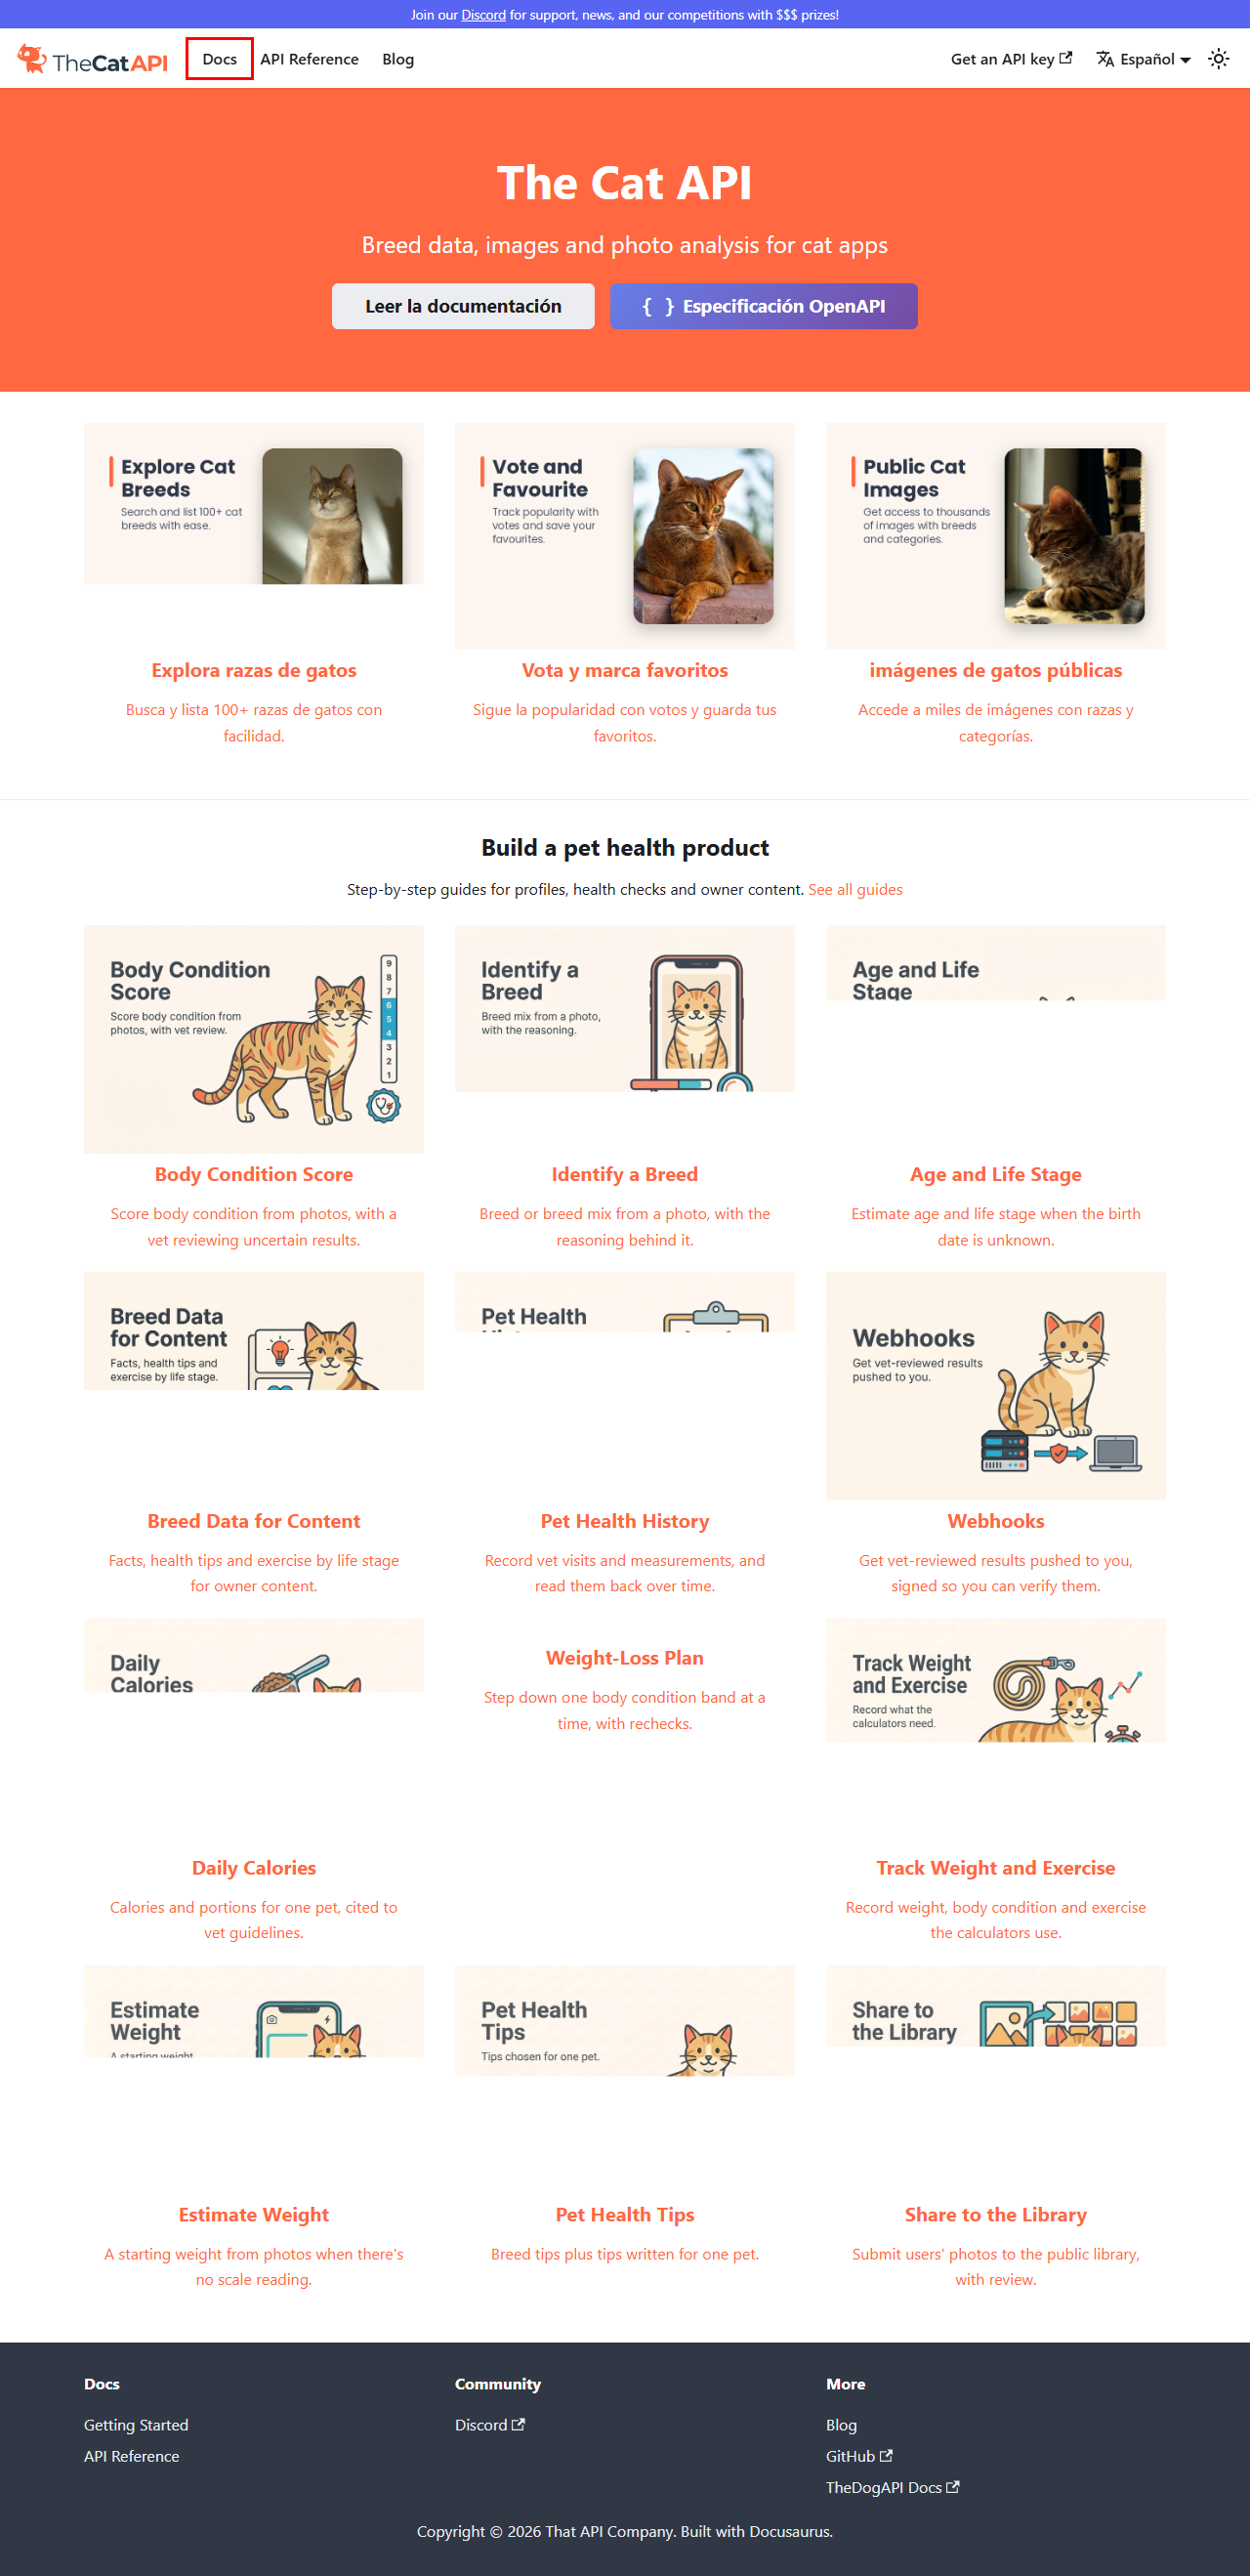 Join our Discord for support, news, and our competitions with $$$ prizes!
TheCatAPI
Docs
API Reference
Blog
Get an API key
Español
The Cat API
Breed data, images and photo analysis for cat apps
Leer la documentación
{ } Especificación OpenAPI
Explore Cat
Breeds
Search and list 100+ cat
breeds with ease.
Vote and
Favourite
Track popularity with
votes and save your
favourites.
Public Cat
Images
Get access to thousands
of images with breeds
and categories.
Explora razas de gatos
Busca y lista 100+ razas de gatos con
facilidad.
Vota y marca favoritos
Sigue la popularidad con votos y guarda tus
favoritos.
imágenes de gatos públicas
Accede a miles de imágenes con razas y
categorías.
Build a pet health product
Step-by-step guides for profiles, health checks and owner content. See all guides
Body Condition
Score
Score body condition from
photos, with vet review.
9
8
7
6
5
4
3
2
1
Identify a
Breed
Breed mix from a photo,
with the reasoning.
Age and Life
Stage
Body Condition Score
Score body condition from photos, with a
vet reviewing uncertain results.
Identify a Breed
Breed or breed mix from a photo, with the
reasoning behind it.
Age and Life Stage
Estimate age and life stage when the birth
date is unknown.
Breed Data
for Content
Facts, health tips and
exercise by life stage.
Pet Health
Webhooks
Get vet-reviewed results
pushed to you.
Breed Data for Content
Facts, health tips and exercise by life stage
for owner content.
Pet Health History
Record vet visits and measurements, and
read them back over time.
Webhooks
Get vet-reviewed results pushed to you,
signed so you can verify them.
Daily
Calories
Weight-Loss Plan
Step down one body condition band at a
time, with rechecks.
Track Weight
and Exercise
Record what the
calculators need.
Daily Calories
Calories and portions for one pet, cited to
vet guidelines.
Track Weight and Exercise
Record weight, body condition and exercise
the calculators use.
Estimate
Weight
A starting weight
Pet Health
Tips
Tips chosen for one pet.
Share to
the Library
Estimate Weight
A starting weight from photos when there's
no scale reading.
Pet Health Tips
Breed tips plus tips written for one pet.
Share to the Library
Submit users' photos to the public library,
with review.
Docs
Getting Started
API Reference
Community
Discord
More
Blog
GitHub
TheDogAPI Docs
Copyright © 2026 That API Company. Built with Docusaurus.